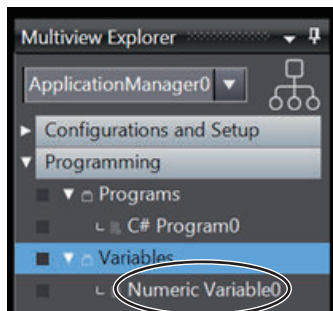 Multiview Explorer
ApplicationManager0
Configurations and Setup
Programming
Programs
C# Program0
Variables
Numeric Variable0